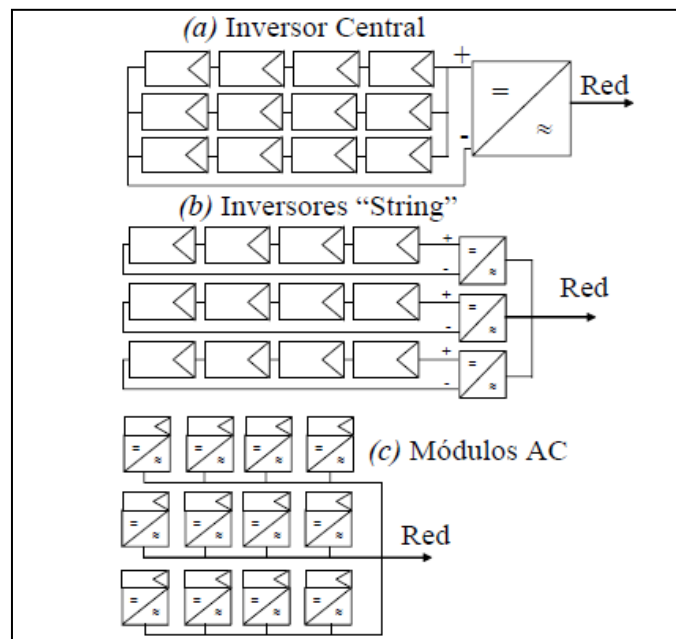 (a) Inversor Central
+
=
Red
-
≈
(b) Inversores “String”
+
=
-
≈
+
=
Red
-
≈
+
=
-
≈
= ≈ = ≈ = ≈ = ≈
(c) Módulos AC
= ≈ = ≈ = ≈ = ≈
Red
= ≈ = ≈ = ≈ = ≈